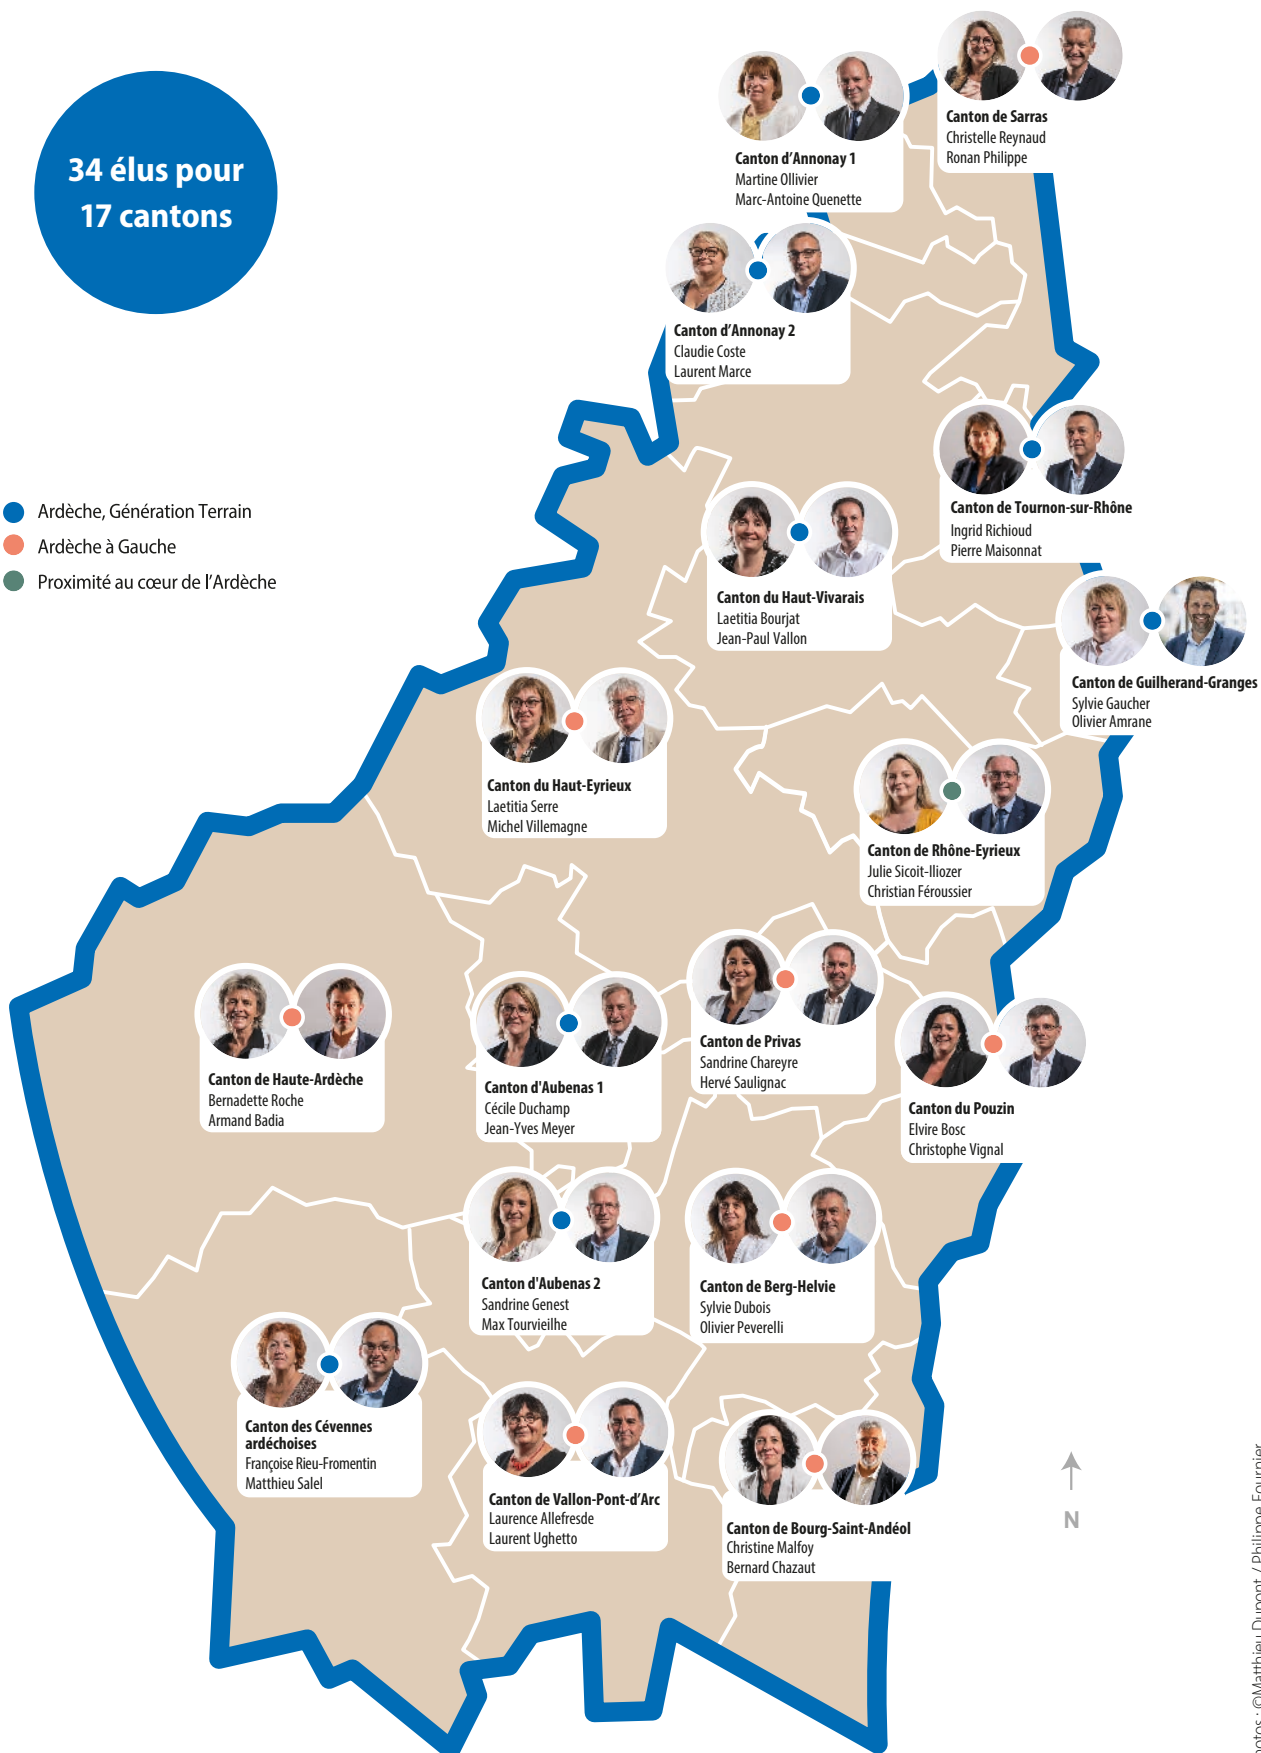 34 élus pour
17 cantons
Ardèche, Génération Terrain
Ardèche à Gauche
Proximité au cœur de l'Ardèche
Canton de Sarras
Christelle Reynaud
Ronan Philippe
Canton d'Annonay 1
Martine Ollivier
Marc-Antoine Quenette
Canton d'Annonay 2
Claudie Coste
Laurent Marce
Canton de Tournon-sur-Rhône
Ingrid Richioud
Pierre Maisonnat
Canton du Haut-Vivarais
Laetitia Bourjat
Jean-Paul Vallon
Canton de Guilherand-Granges
Sylvie Gaucher
Olivier Amrane
Canton du Haut-Eyrieux
Laetitia Serre
Michel Villemagne
Canton de Rhône-Eyrieux
Julie Sicoit-Iliozer
Christian Féroussier
Canton de Privas
Sandrine Chareyre
Hervé Saulignac
Canton de Haute-Ardèche
Bernadette Roche
Armand Badia
Canton d'Aubenas 1
Cécile Duchamp
Jean-Yves Meyer
Canton du Pouzin
Elvire Bosc
Christophe Vignal
Canton d'Aubenas 2
Sandrine Genest
Max Tourvieilhe
Canton de Berg-Helvie
Sylvie Dubois
Olivier Peverelli
Canton des Cévennes
ardéchoises
Françoise Rieu-Fromentin
Matthieu Salel
Canton de Vallon-Pont-d'Arc
Laurence Allefresde
Laurent Ughetto
Canton de Bourg-Saint-Andéol
Christine Malfoy
Bernard Chazaut
N
©Matthieu Dupont / Philippe Fournier